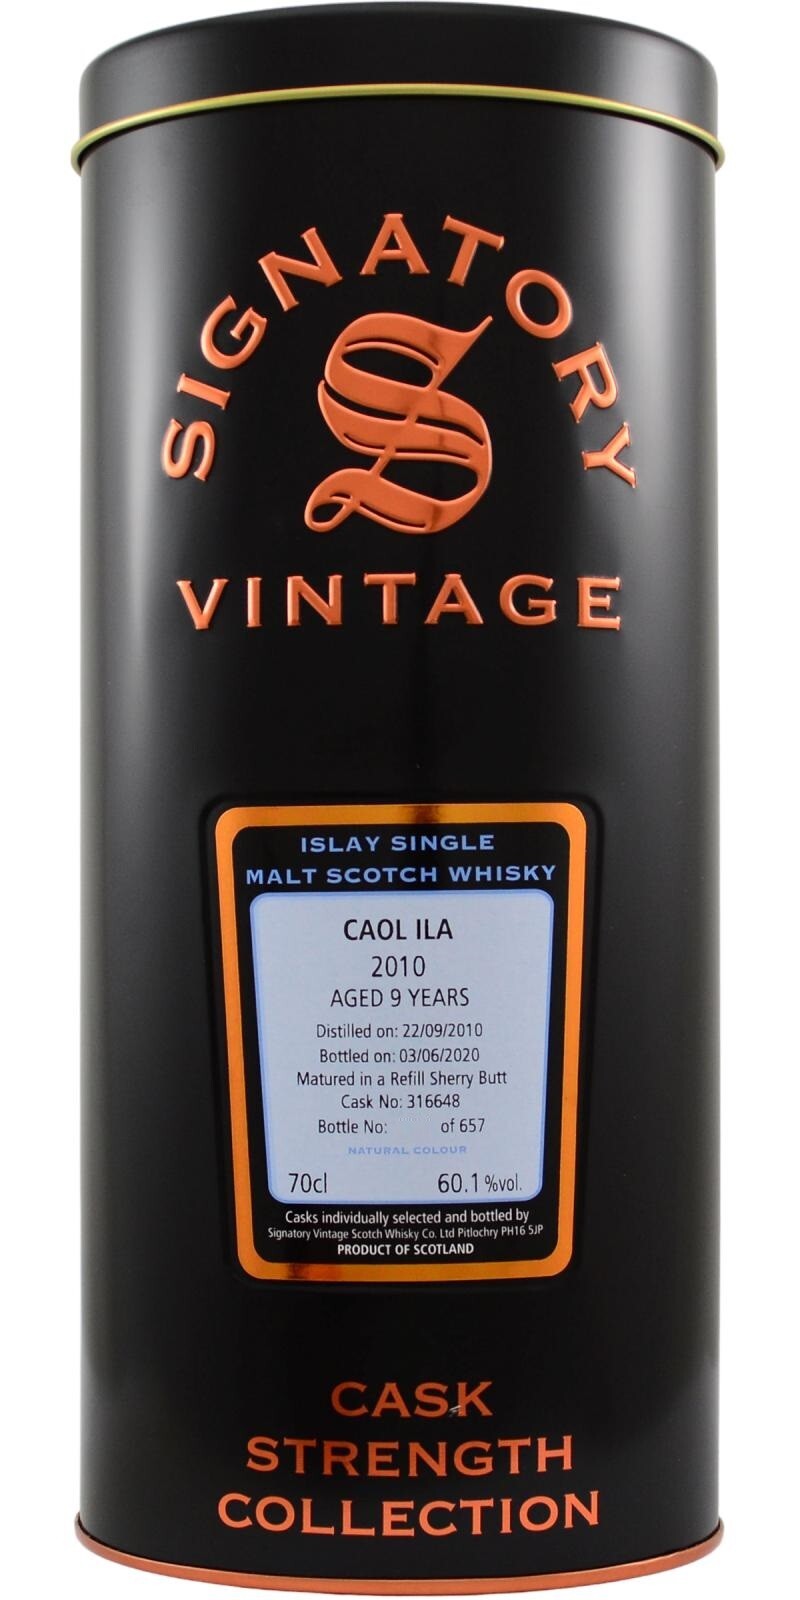 SIGNATORY
S
VINTAGE
ISLAY SINGLE
MALT SCOTCH WHISKY
CAOL ILA
2010
AGED 9 YEARS
Distilled on: 22/09/2010
Bottled on: 03/06/2020
Matured in a Refill Sherry Butt
Cask No: 316648
Bottle No: of 657
NATURAL COLOUR
70cl 60.1 %vol.
Casks individually selected and bottled by
Signatory Vintage Scotch Whisky Co. Ltd Pitlochry PH16 5JP
PRODUCT OF SCOTLAND
CASK
STRENGTH
COLLECTION